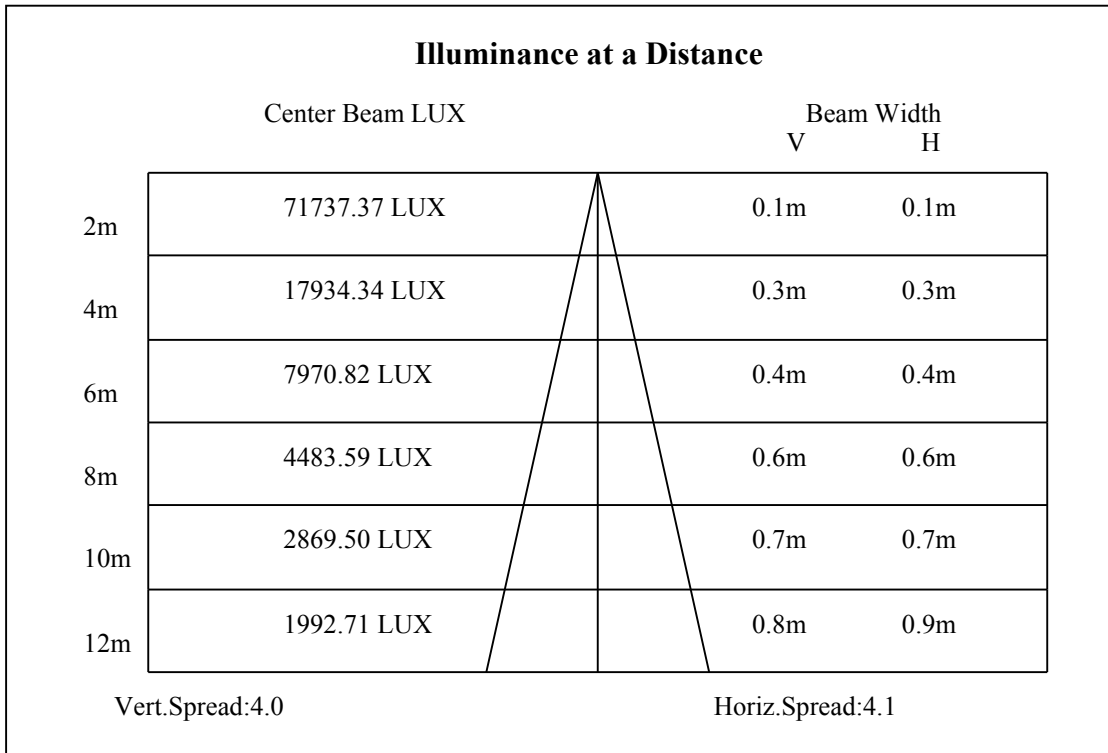 Illuminance at a Distance
Center Beam LUX Beam Width
V H
2m 71737.37 LUX 0.1m 0.1m
4m 17934.34 LUX 0.3m 0.3m
6m 7970.82 LUX 0.4m 0.4m
8m 4483.59 LUX 0.6m 0.6m
10m 2869.50 LUX 0.7m 0.7m
12m 1992.71 LUX 0.8m 0.9m
Vert.Spread:4.0 Horiz.Spread:4.1